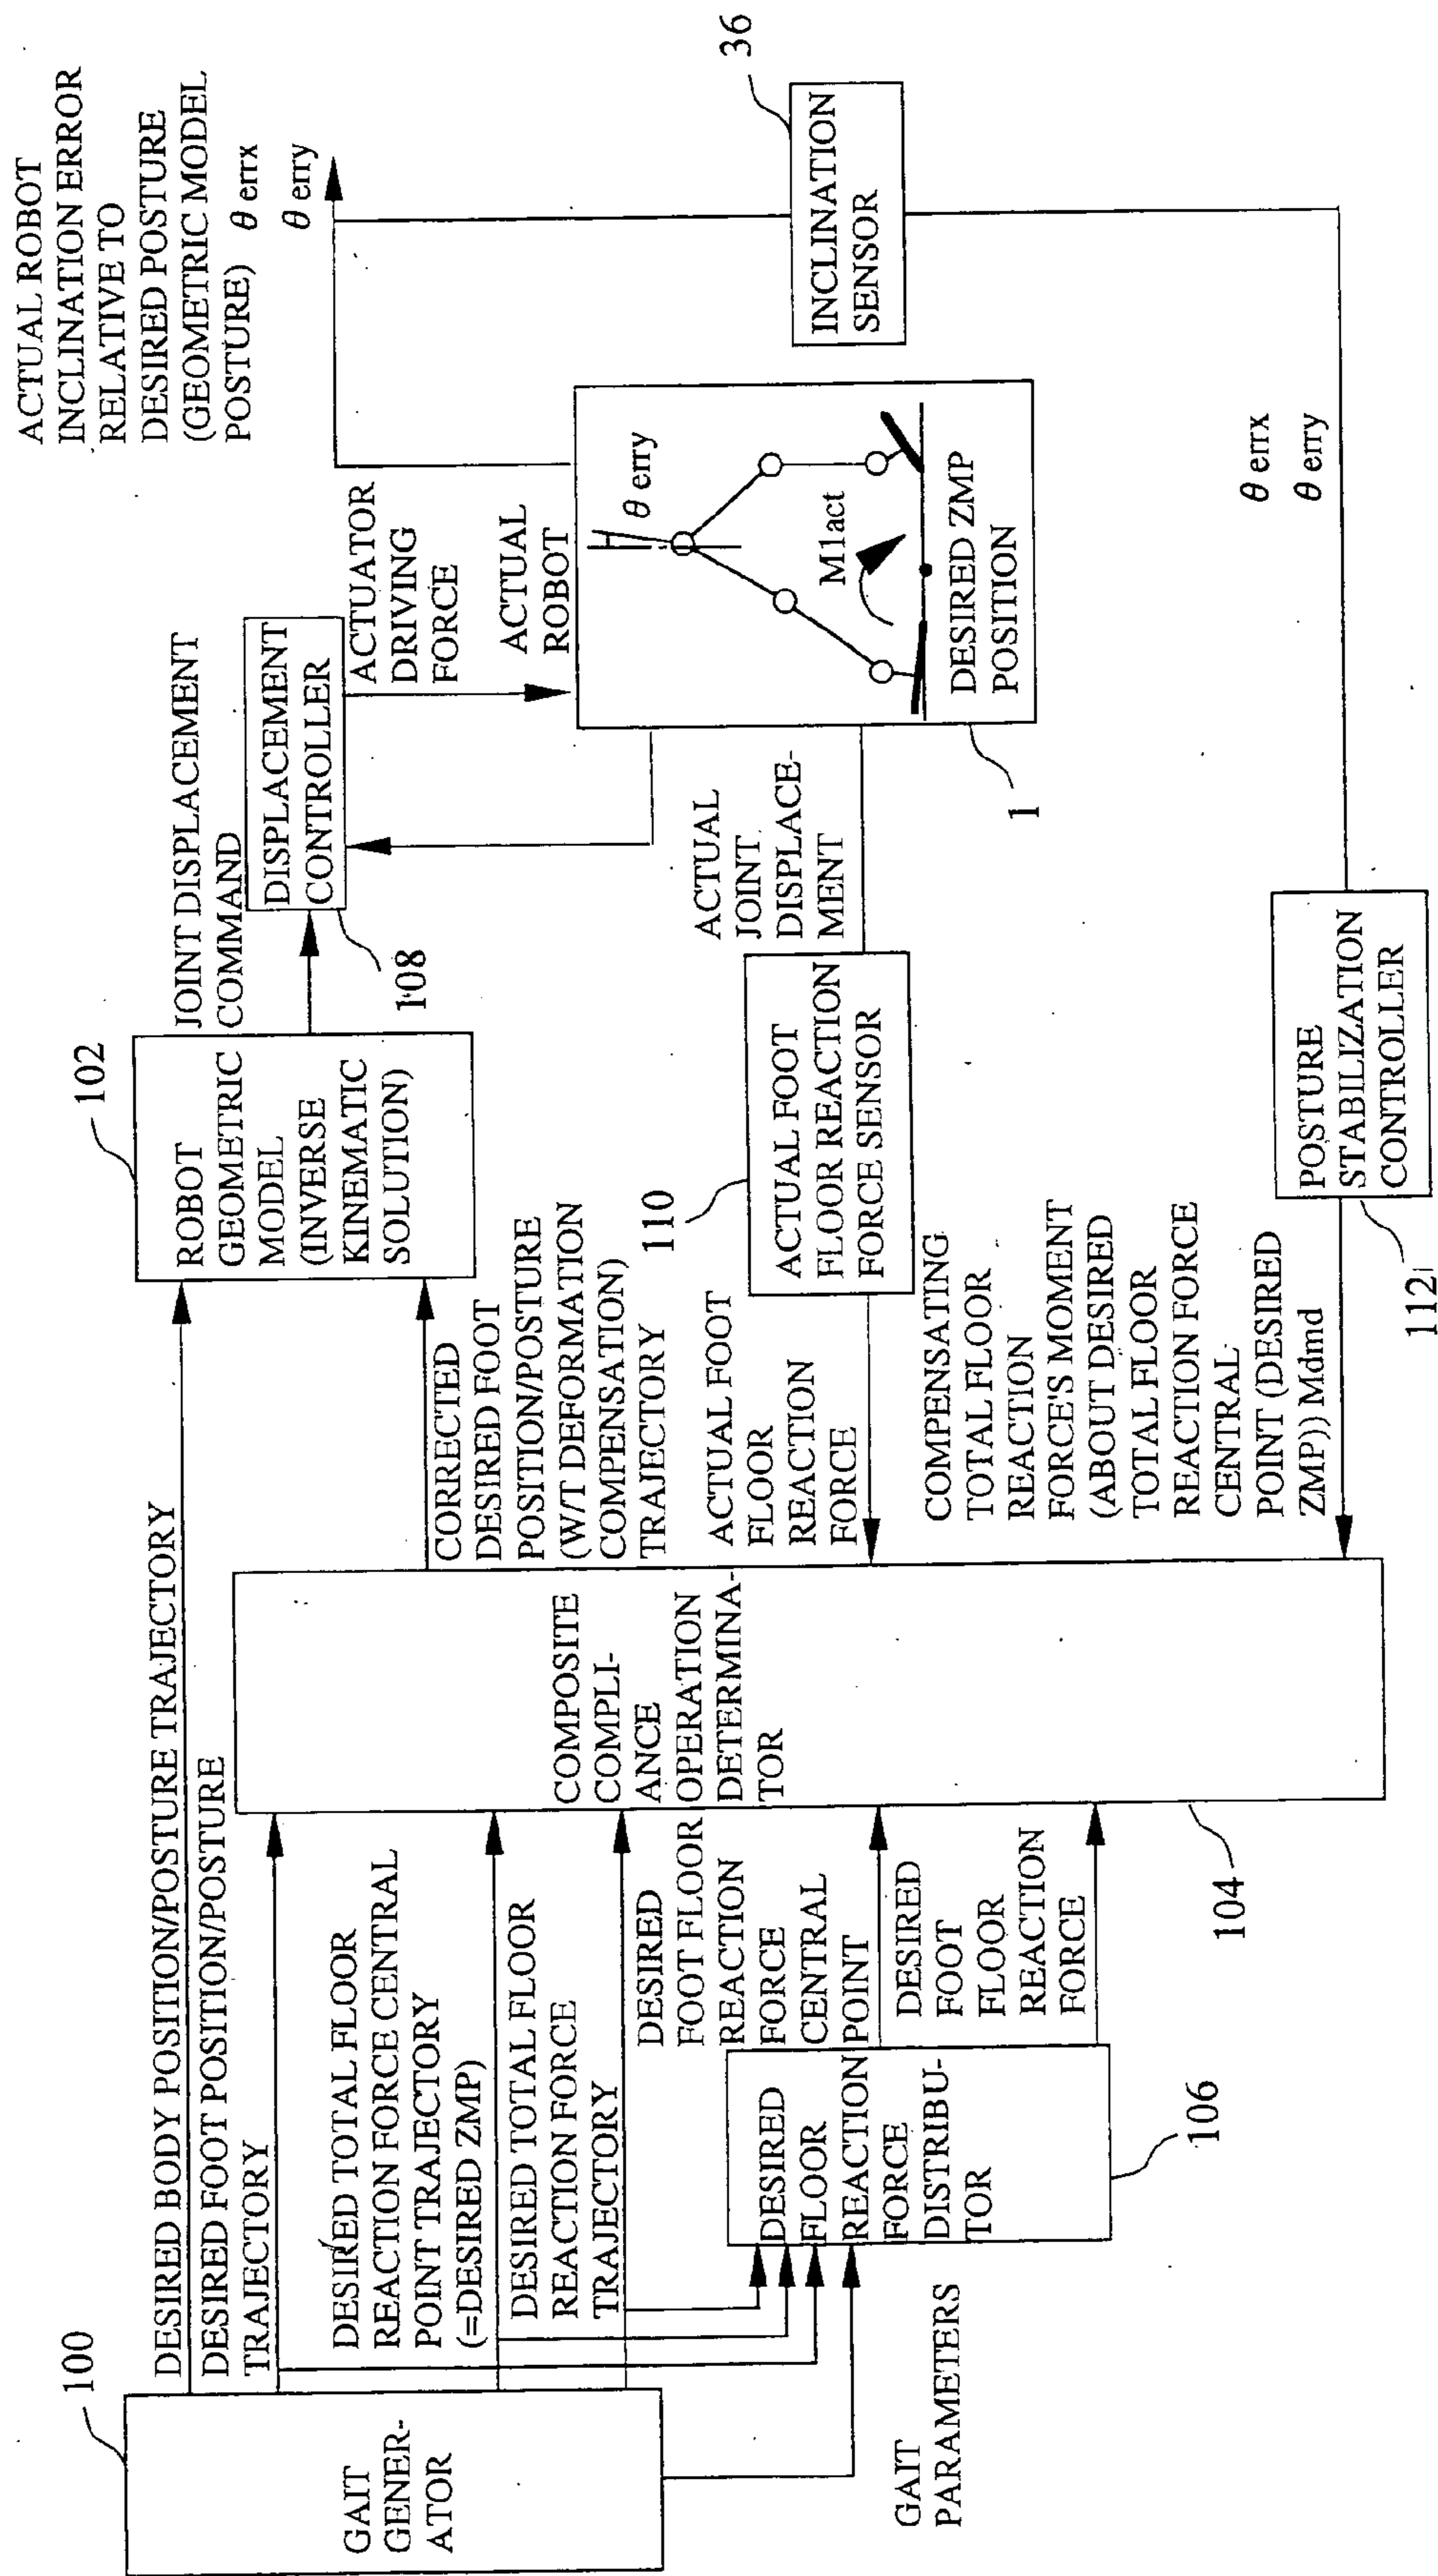 100
GAIT
GENER-
ATOR
DESIRED BODY POSITION/POSTURE TRAJECTORY
DESIRED FOOT POSITION/POSTURE
TRAJECTORY
DESIRED TOTAL FLOOR
REACTION FORCE CENTRAL
POINT TRAJECTORY
(=DESIRED ZMP)
DESIRED TOTAL FLOOR
REACTION FORCE
TRAJECTORY
GAIT
PARAMETERS
DESIRED
FLOOR
REACTION
FORCE
DISTRIBU-
TOR
106
DESIRED
FOOT FLOOR
REACTION
FORCE
CENTRAL
POINT
DESIRED
FOOT
FLOOR
REACTION
FORCE
COMPOSITE
COMPLI-
ANCE
OPERATION
DETERMINA-
TOR
104
CORRECTED
DESIRED FOOT
POSITION/POSTURE
(W/T DEFORMATION
COMPENSATION)
TRAJECTORY
102
ROBOT
GEOMETRIC
MODEL
(INVERSE
KINEMATIC
SOLUTION)
JOINT DISPLACEMENT
COMMAND
DISPLACEMENT
CONTROLLER
108
ACTUATOR
DRIVING
FORCE
ACTUAL
ROBOT
θ erry
M1act
DESIRED ZMP
POSITION
1
ACTUAL
JOINT
DISPLACE-
MENT
110
ACTUAL FOOT
FLOOR REACTION
FORCE SENSOR
ACTUAL FOOT
FLOOR
REACTION
FORCE
COMPENSATING
TOTAL FLOOR
REACTION
FORCE'S MOMENT
(ABOUT DESIRED
TOTAL FLOOR
REACTION FORCE
CENTRAL
POINT (DESIRED
ZMP)) Mdmd
POSTURE
STABILIZATION
CONTROLLER
112
θ errx
θ erry
INCLINATION
SENSOR
36
ACTUAL ROBOT
INCLINATION ERROR
RELATIVE TO
DESIRED POSTURE
(GEOMETRIC MODEL
POSTURE) θ errx
θ erry